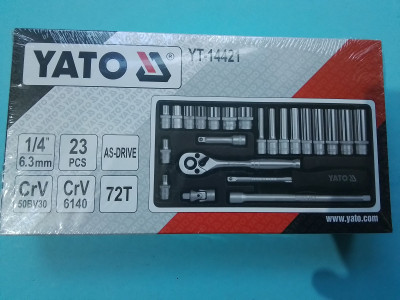 YATO YT-14421
1/4" 23 AS-DRIVE
6.3mm PCS
CrV CrV 72T
50BV30 6140
YATO
www.yato.com